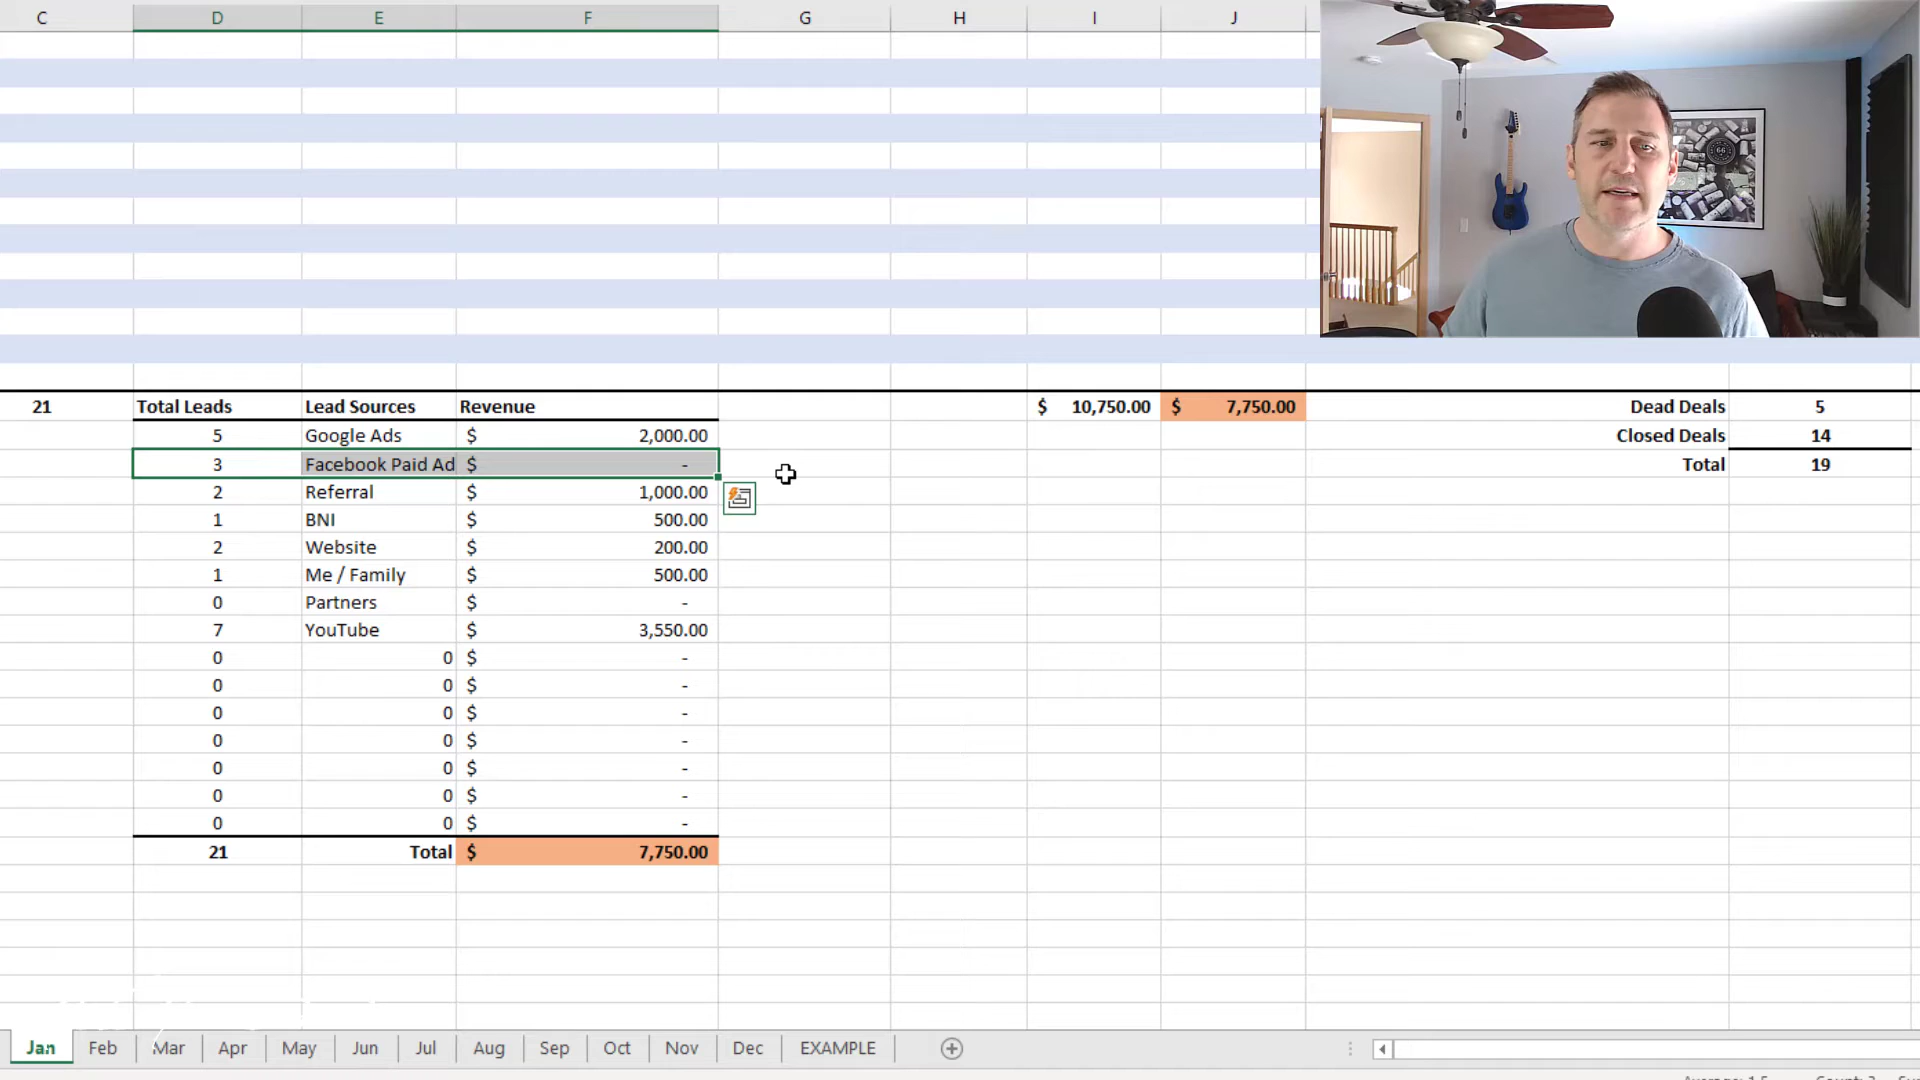 C D E F G H I J
21 Total Leads Lead Sources Revenue $ 10,750.00 $ 7,750.00 Dead Deals 5
5 Google Ads $ 2,000.00 Closed Deals 14
3 Facebook Paid Ad $ - Total 19
2 Referral $ 1,000.00
1 BNI $ 500.00
2 Website $ 200.00
1 Me / Family $ 500.00
0 Partners $ -
7 YouTube $ 3,550.00
0 0 $ -
0 0 $ -
0 0 $ -
0 0 $ -
0 0 $ -
0 0 $ -
0 0 $ -
21 Total $ 7,750.00
Jan Feb Mar Apr May Jun Jul Aug Sep Oct Nov Dec EXAMPLE